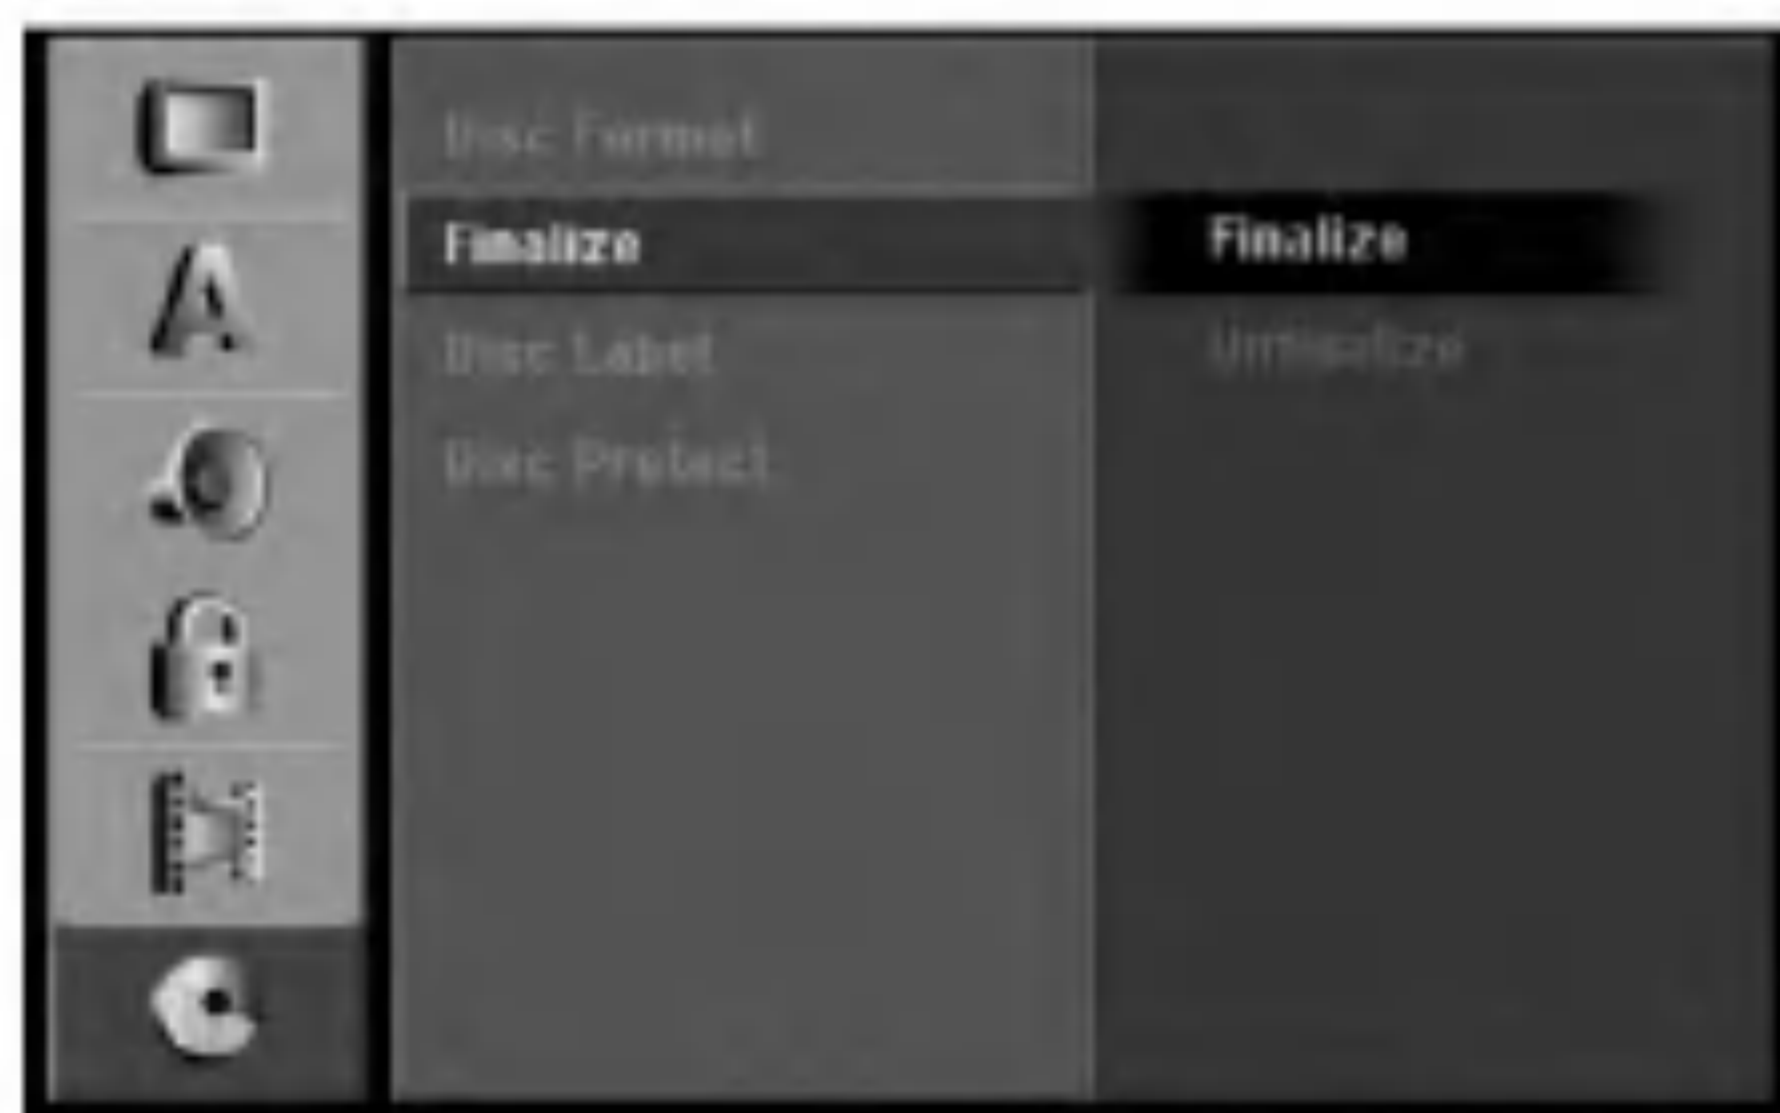 Disc Format
Finalize
Disc Label
Disc Protect
Finalize
Unfinalize